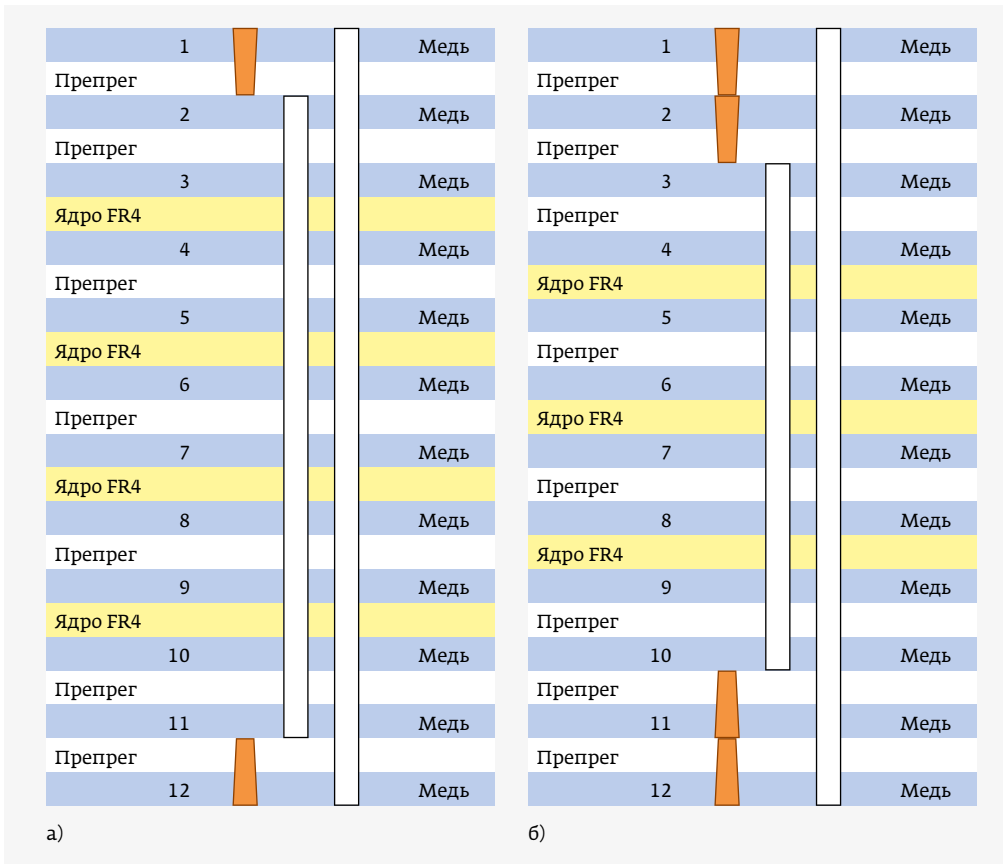 1 Медь
Препрег
2 Медь
Препрег
3 Медь
Ядро FR4
4 Медь
Препрег
5 Медь
Ядро FR4
6 Медь
Препрег
7 Медь
Ядро FR4
8 Медь
Препрег
9 Медь
Ядро FR4
10 Медь
Препрег
11 Медь
Препрег
12 Медь
а)
1 Медь
Препрег
2 Медь
Препрег
3 Медь
Препрег
4 Медь
Ядро FR4
5 Медь
Препрег
6 Медь
Ядро FR4
7 Медь
Препрег
8 Медь
Ядро FR4
9 Медь
Препрег
10 Медь
Препрег
11 Медь
Препрег
12 Медь
б)